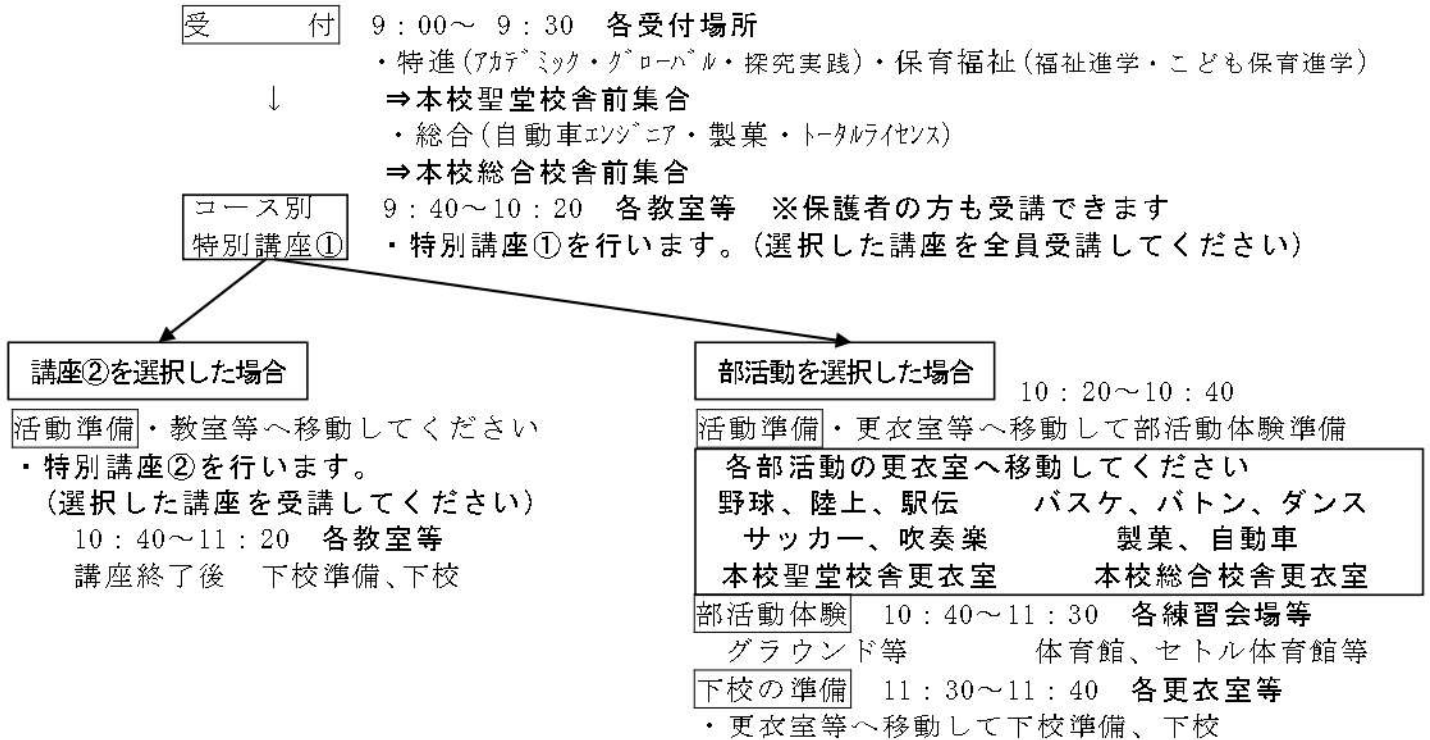 受　　付　9：00～ 9：30　各受付場所
・特進(ｱｶﾃﾞﾐｯｸ・ｸﾞﾛｰﾊﾞﾙ・探究実践)・保育福祉(福祉進学・こども保育進学)
↓　⇒本校聖堂校舎前集合
・総合(自動車ｴﾝｼﾞﾆｱ・製菓・ﾄｰﾀﾙﾗｲｾﾝｽ)
⇒本校総合校舎前集合
コース別　9：40～10：20　各教室等　※保護者の方も受講できます
特別講座①　・特別講座①を行います。(選択した講座を全員受講してください)
講座②を選択した場合
活動準備・教室等へ移動してください
・特別講座②を行います。
(選択した講座を受講してください)
10：40～11：20　各教室等
講座終了後　下校準備、下校
部活動を選択した場合　10：20～10：40
活動準備・更衣室等へ移動して部活動体験準備
各部活動の更衣室へ移動してください
野球、陸上、駅伝　バスケ、バトン、ダンス
サッカー、吹奏楽　製菓、自動車
本校聖堂校舎更衣室　本校総合校舎更衣室
部活動体験　10：40～11：30　各練習会場等
グラウンド等　体育館、セトル体育館等
下校の準備　11：30～11：40　各更衣室等
・更衣室等へ移動して下校準備、下校